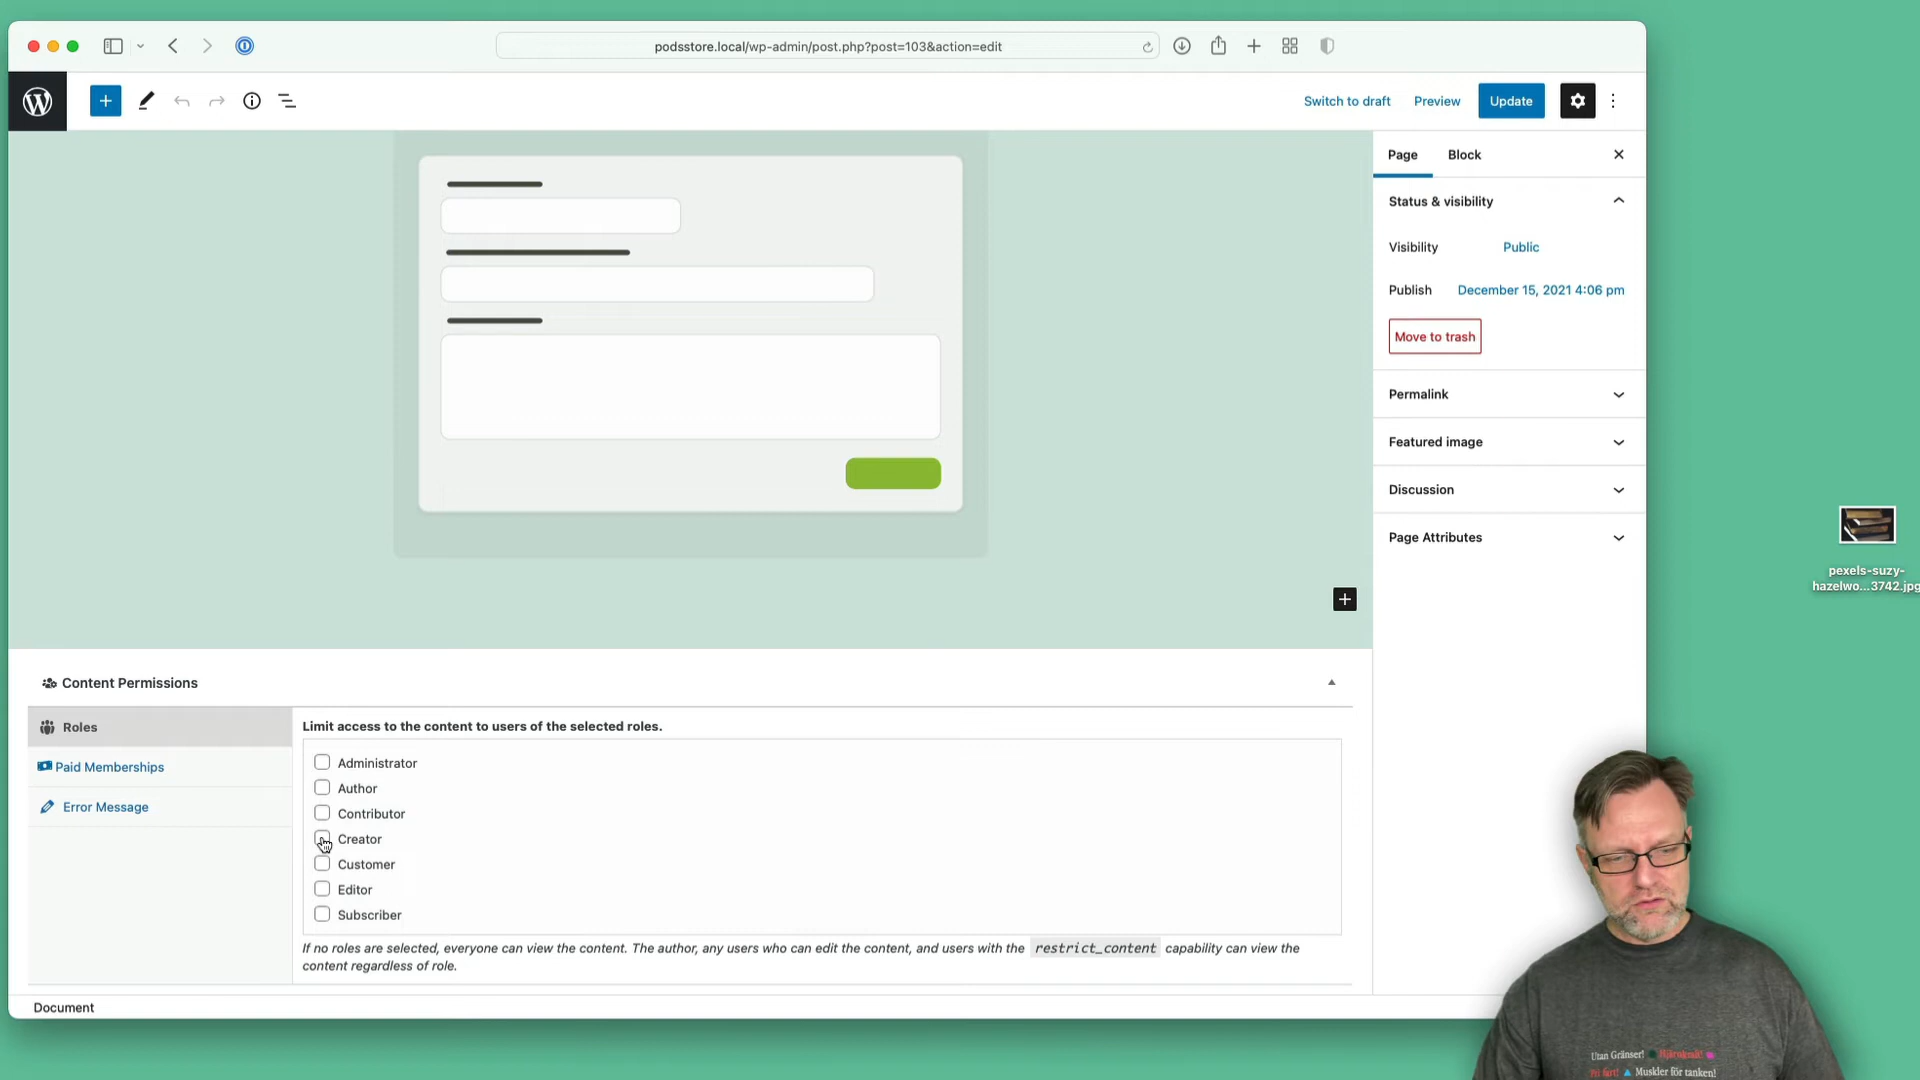 podsstore.local/wp-admin/post.php?post=103&action=edit
Switch to draft
Preview
Update
Page
Block
Status & visibility
Visibility
Public
Publish
December 15, 2021 4:06 pm
Move to trash
Permalink
Featured image
Discussion
Page Attributes
pexels-suzy-
hazelwo...3742.jpg
Content Permissions
Roles
Paid Memberships
Error Message
Limit access to the content to users of the selected roles.
Administrator
Author
Contributor
Creator
Customer
Editor
Subscriber
If no roles are selected, everyone can view the content. The author, any users who can edit the content, and users with the restrict_content capability can view the
content regardless of role.
Document
Utan Gränser! Hjärnkraft!
Fri fart! Muskler för tanken!